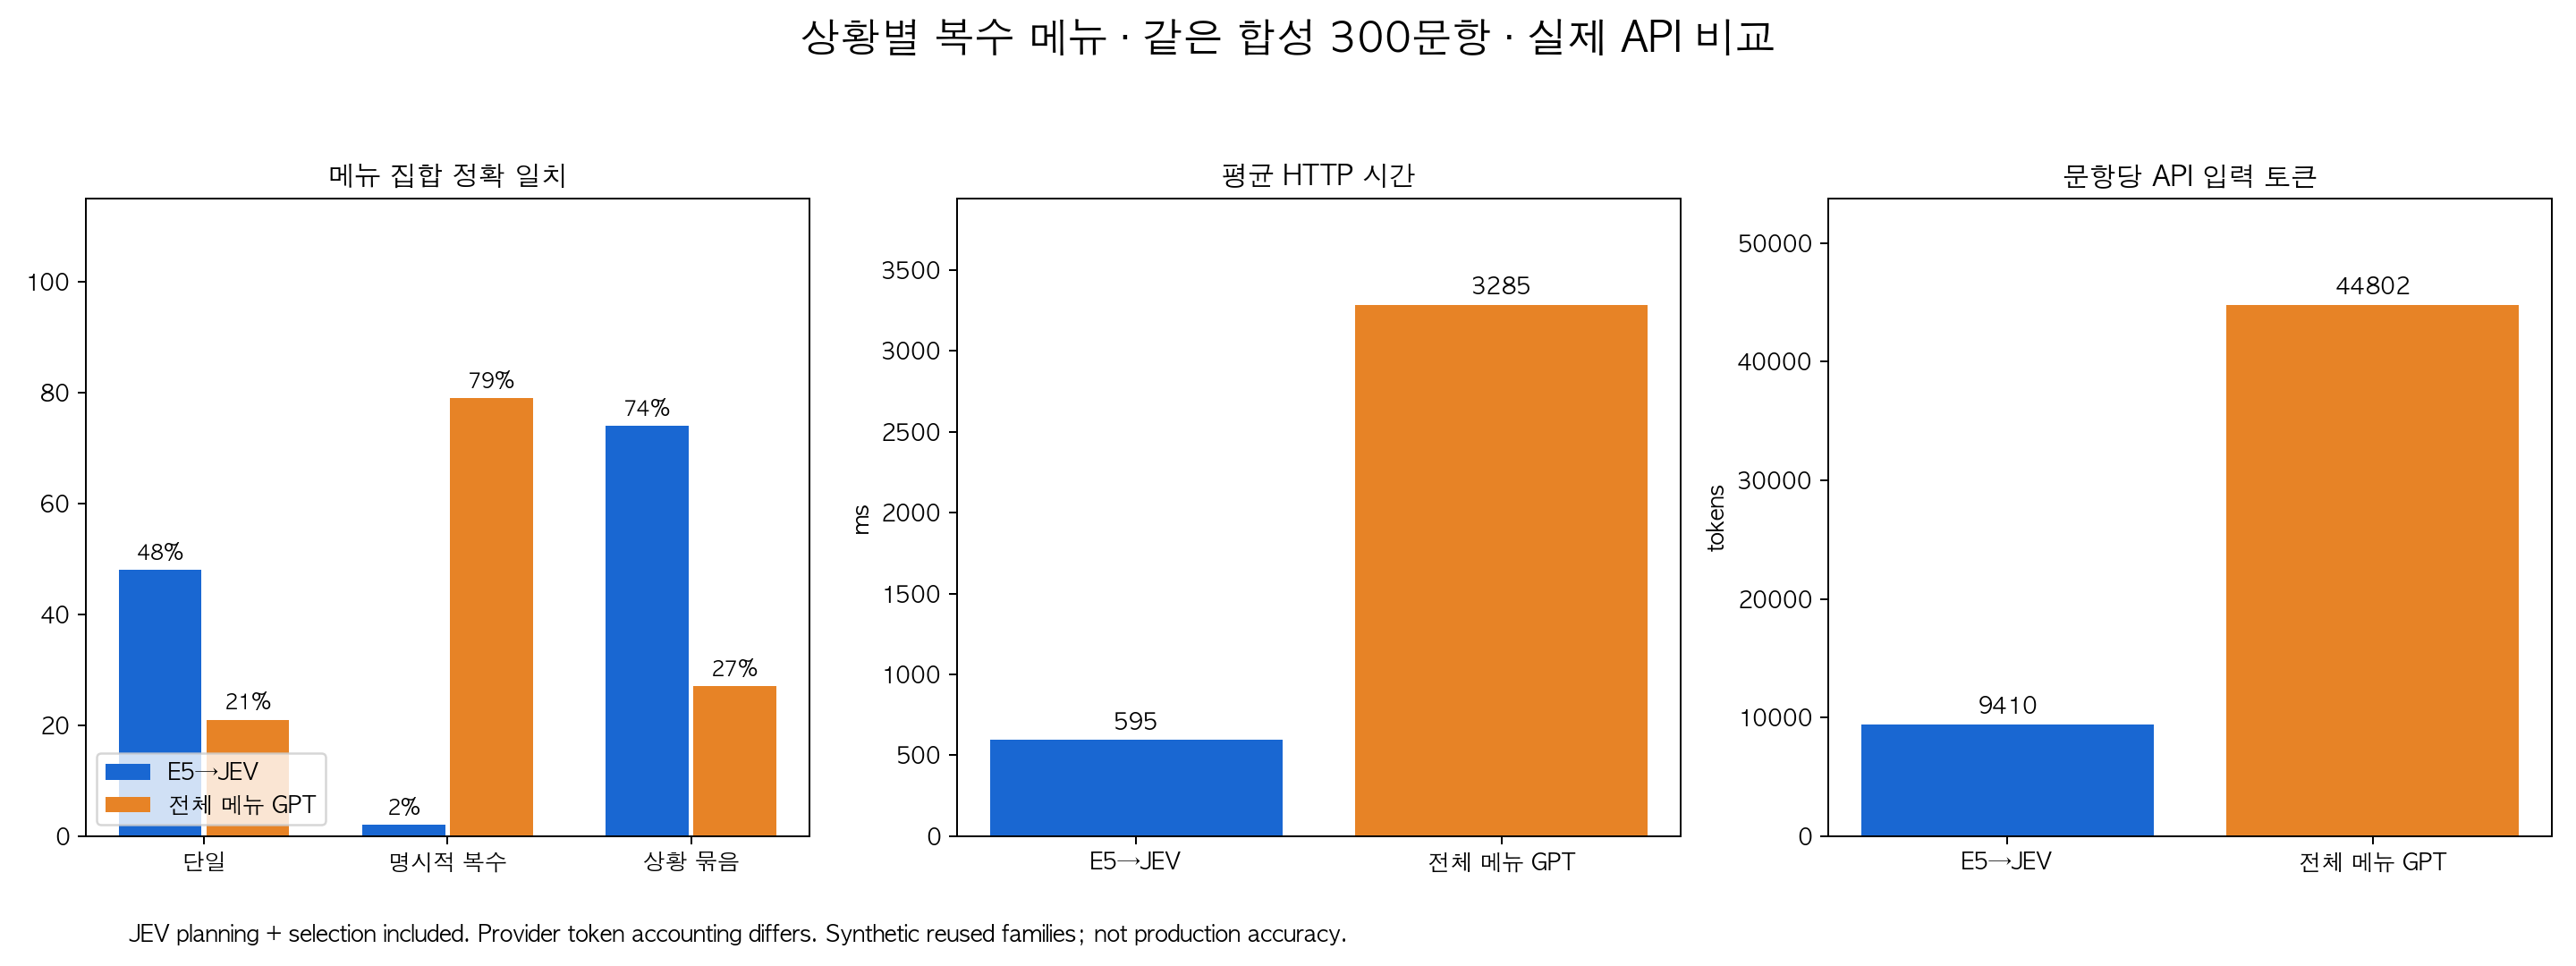 상황별 복수 메뉴 · 같은 합성 300문항 · 실제 API 비교
메뉴 집합 정확 일치
100
80
60
40
20
0
48%
21%
2%
79%
74%
27%
E5→JEV
전체 메뉴 GPT
단일
명시적 복수
상황 묶음
평균 HTTP 시간
ms
3500
3000
2500
2000
1500
1000
500
0
595
3285
E5→JEV
전체 메뉴 GPT
문항당 API 입력 토큰
tokens
50000
40000
30000
20000
10000
0
9410
44802
E5→JEV
전체 메뉴 GPT
JEV planning + selection included. Provider token accounting differs. Synthetic reused families; not production accuracy.